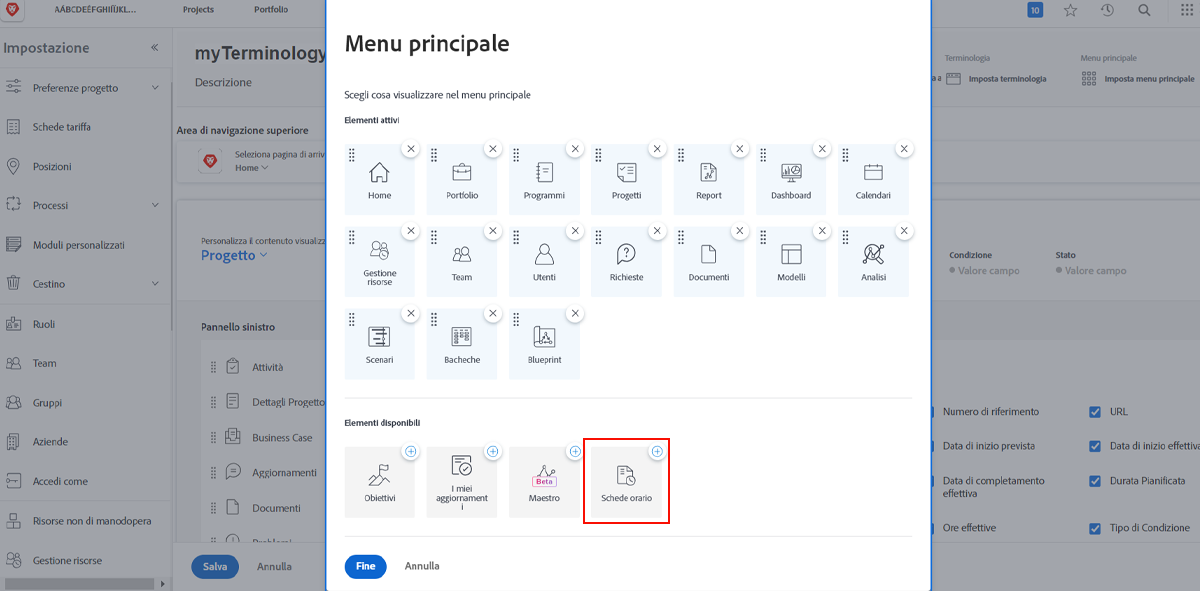 AÁBCDEÉFGHIÍJKL...
Projects
Portfolio
10
Impostazione
Preferenze progetto
Schede tariffa
Posizioni
Processi
Moduli personalizzati
Cestino
Ruoli
Team
Gruppi
Aziende
Accedi come
Risorse non di manodopera
Gestione risorse
myTerminology
Descrizione
Area di navigazione superiore
Seleziona pagina di arriv
Home
Personalizza il contenuto visualizz
Progetto
Pannello sinistro
Attività
Dettagli Progetto
Business Case
Aggiornamenti
Documenti
Problemi
Salva
Annulla
Menu principale
Scegli cosa visualizzare nel menu principale
Elementi attivi
Home
Portfolio
Programmi
Progetti
Report
Dashboard
Calendari
Gestione
risorse
Team
Utenti
Richieste
Documenti
Modelli
Analisi
Scenari
Bacheche
Blueprint
Elementi disponibili
Obiettivi
I miei
aggiornament
i
Beta
Maestro
Schede orario
Fine
Annulla
Terminologia
Imposta terminologia
Menu principale
Imposta menu principale
Condizione
Valore campo
Stato
Valore campo
Numero di riferimento
URL
Data di inizio prevista
Data di inizio effettiva
Data di completamento
effettiva
Durata Pianificata
Ore effettive
Tipo di Condizione